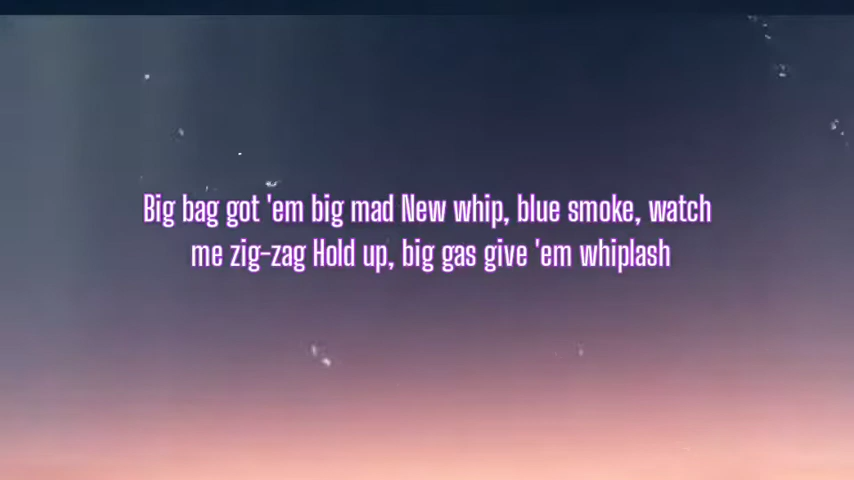 Big bag got 'em big mad New whip, blue smoke, watch
me zig-zag Hold up, big gas give 'em whiplash